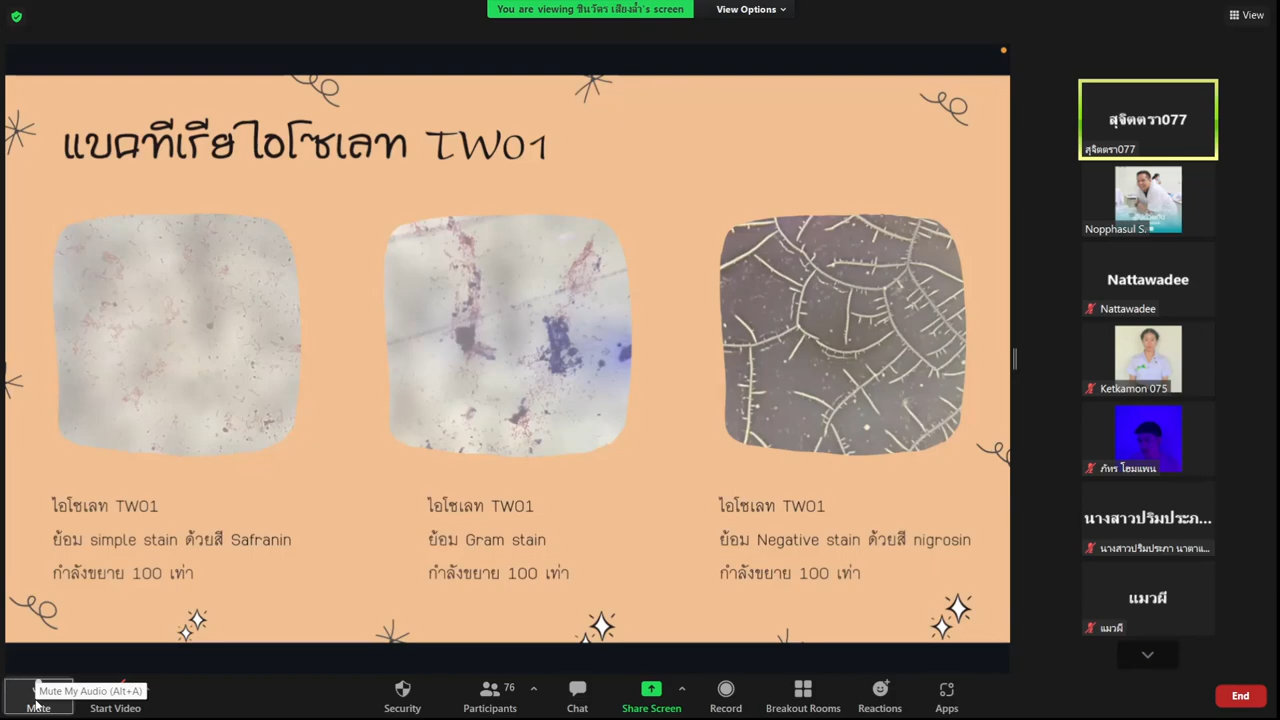 You are viewing ชินวัตร เสียงล้ำ's screen
View Options
View
แบคทีเรีย ไอโซเลท TW01
ไอโซเลท TW01
ย้อม simple stain ด้วยสี Safranin
กำลังขยาย 100 เท่า
ไอโซเลท TW01
ย้อม Gram stain
กำลังขยาย 100 เท่า
ไอโซเลท TW01
ย้อม Negative stain ด้วยสี nigrosin
กำลังขยาย 100 เท่า
สุจิตตรา077
สุจิตตรา077
Nopphasul S.
Nattawadee
Nattawadee
Ketkamon 075
ภัทร โฮมแพน
นางสาวปริมประภ...
นางสาวปริมประภา นาตาแ...
แมวผี
แมวผี
Mute My Audio (Alt+A)
Mute
Start Video
Security
Participants
76
Chat
Share Screen
Record
Breakout Rooms
Reactions
Apps
End